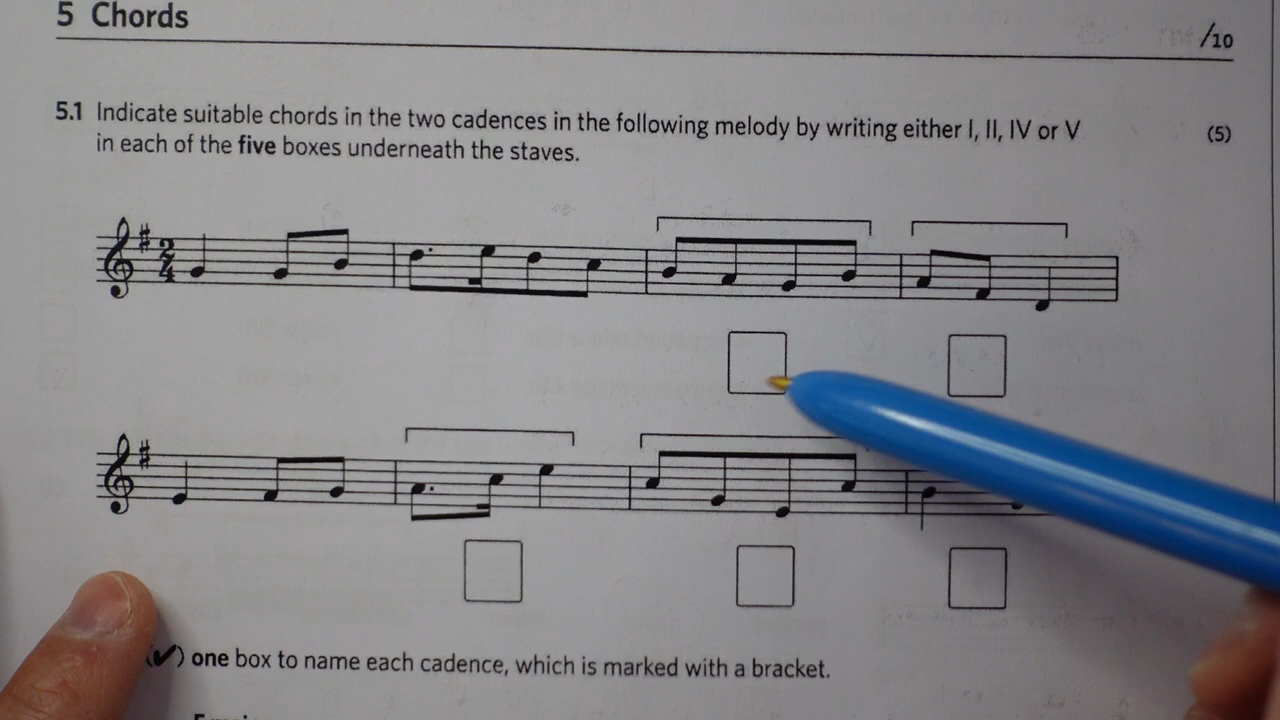 5 Chords
/10
5.1 Indicate suitable chords in the two cadences in the following melody by writing either I, II, IV or V (5)
in each of the five boxes underneath the staves.
2
4
(✔) one box to name each cadence, which is marked with a bracket.